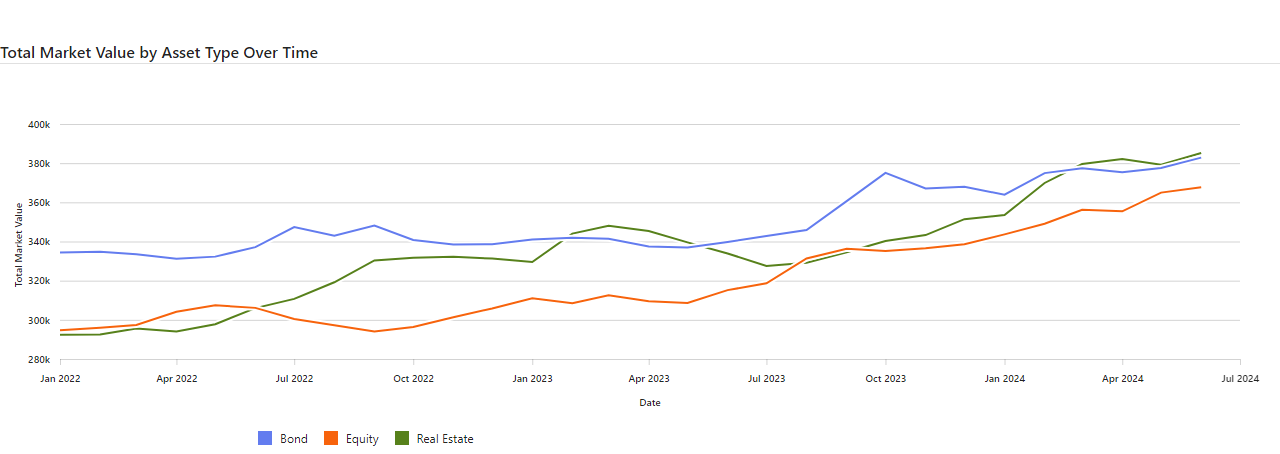 Total Market Value by Asset Type Over Time
Total Market Value
400k
380k
360k
340k
320k
300k
280k
Jan 2022 Apr 2022 Jul 2022 Oct 2022 Jan 2023 Apr 2023 Jul 2023 Oct 2023 Jan 2024 Apr 2024 Jul 2024
Date
Bond Equity Real Estate